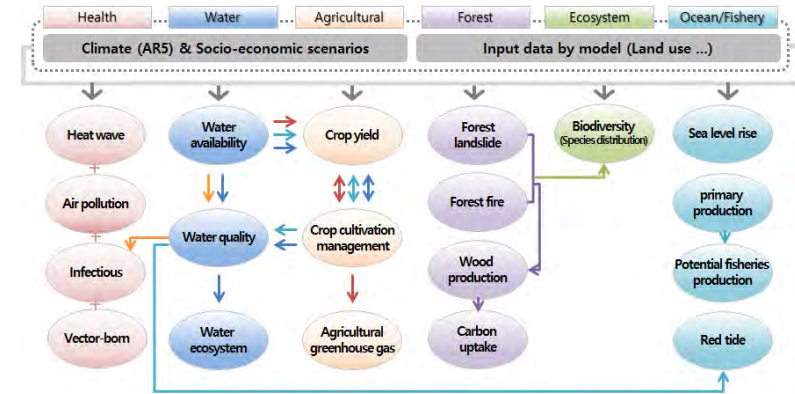 Health Water Agricultural Forest Ecosystem Ocean/Fishery
Climate (AR5) & Socio-economic scenarios Input data by model (Land use ...)
Heat wave
Water
availability
Crop yield
Forest
landslide
Biodiversity
(Species distribution)
Sea level rise
Air pollution
Forest fire
primary
production
Water quality
Crop cultivation
management
Infectious
Wood
production
Potential fisheries
production
Vector-born
Water
ecosystem
Agricultural
greenhouse gas
Carbon
uptake
Red tide